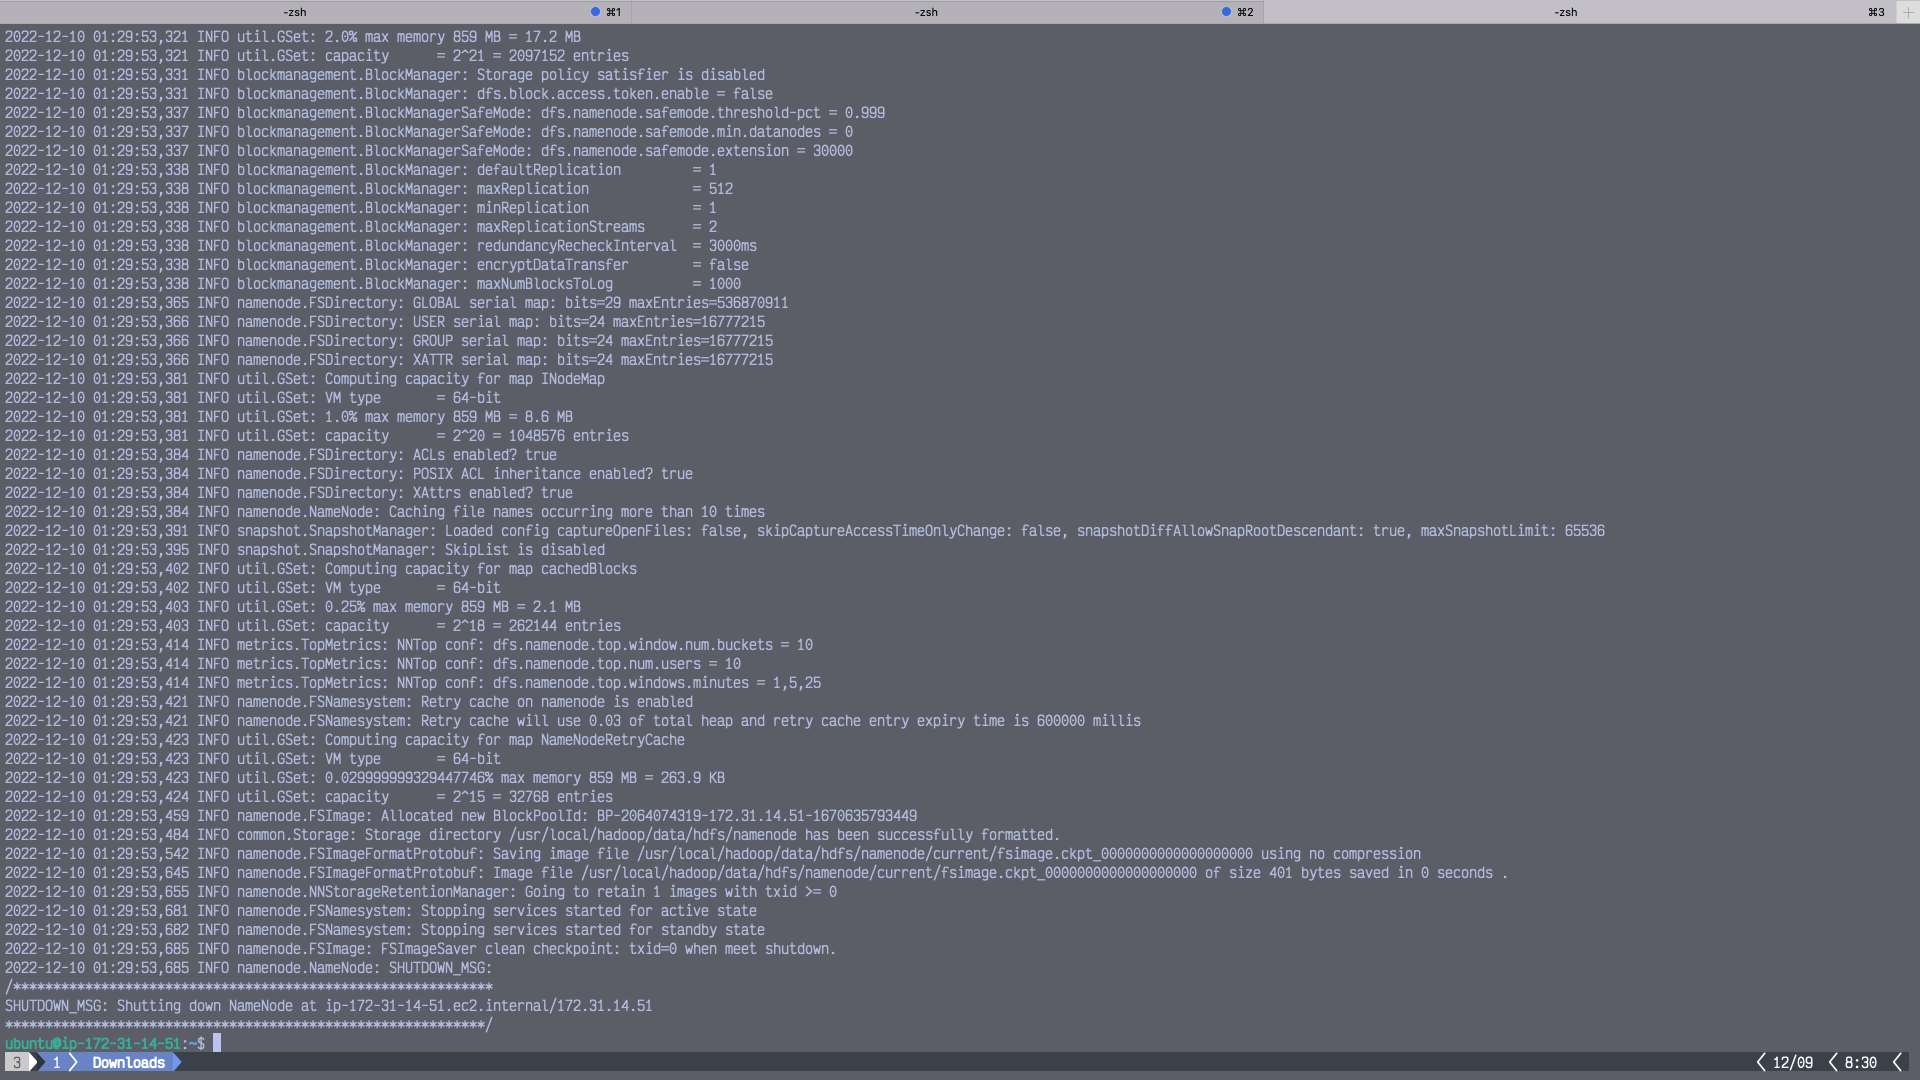 -zsh ⌘1 -zsh ⌘2 -zsh ⌘3
2022-12-10 01:29:53,321 INFO util.GSet: 2.0% max memory 859 MB = 17.2 MB
2022-12-10 01:29:53,321 INFO util.GSet: capacity      = 2^21 = 2097152 entries
2022-12-10 01:29:53,331 INFO blockmanagement.BlockManager: Storage policy satisfier is disabled
2022-12-10 01:29:53,331 INFO blockmanagement.BlockManager: dfs.block.access.token.enable = false
2022-12-10 01:29:53,337 INFO blockmanagement.BlockManagerSafeMode: dfs.namenode.safemode.threshold-pct = 0.999
2022-12-10 01:29:53,337 INFO blockmanagement.BlockManagerSafeMode: dfs.namenode.safemode.min.datanodes = 0
2022-12-10 01:29:53,337 INFO blockmanagement.BlockManagerSafeMode: dfs.namenode.safemode.extension = 30000
2022-12-10 01:29:53,338 INFO blockmanagement.BlockManager: defaultReplication         = 1
2022-12-10 01:29:53,338 INFO blockmanagement.BlockManager: maxReplication             = 512
2022-12-10 01:29:53,338 INFO blockmanagement.BlockManager: minReplication             = 1
2022-12-10 01:29:53,338 INFO blockmanagement.BlockManager: maxReplicationStreams      = 2
2022-12-10 01:29:53,338 INFO blockmanagement.BlockManager: redundancyRecheckInterval  = 3000ms
2022-12-10 01:29:53,338 INFO blockmanagement.BlockManager: encryptDataTransfer        = false
2022-12-10 01:29:53,338 INFO blockmanagement.BlockManager: maxNumBlocksToLog          = 1000
2022-12-10 01:29:53,365 INFO namenode.FSDirectory: GLOBAL serial map: bits=29 maxEntries=536870911
2022-12-10 01:29:53,366 INFO namenode.FSDirectory: USER serial map: bits=24 maxEntries=16777215
2022-12-10 01:29:53,366 INFO namenode.FSDirectory: GROUP serial map: bits=24 maxEntries=16777215
2022-12-10 01:29:53,366 INFO namenode.FSDirectory: XATTR serial map: bits=24 maxEntries=16777215
2022-12-10 01:29:53,381 INFO util.GSet: Computing capacity for map INodeMap
2022-12-10 01:29:53,381 INFO util.GSet: VM type       = 64-bit
2022-12-10 01:29:53,381 INFO util.GSet: 1.0% max memory 859 MB = 8.6 MB
2022-12-10 01:29:53,381 INFO util.GSet: capacity      = 2^20 = 1048576 entries
2022-12-10 01:29:53,384 INFO namenode.FSDirectory: ACLs enabled? true
2022-12-10 01:29:53,384 INFO namenode.FSDirectory: POSIX ACL inheritance enabled? true
2022-12-10 01:29:53,384 INFO namenode.FSDirectory: XAttrs enabled? true
2022-12-10 01:29:53,384 INFO namenode.NameNode: Caching file names occurring more than 10 times
2022-12-10 01:29:53,391 INFO snapshot.SnapshotManager: Loaded config captureOpenFiles: false, skipCaptureAccessTimeOnlyChange: false, snapshotDiffAllowSnapRootDescendant: true, maxSnapshotLimit: 65536
2022-12-10 01:29:53,395 INFO snapshot.SnapshotManager: SkipList is disabled
2022-12-10 01:29:53,402 INFO util.GSet: Computing capacity for map cachedBlocks
2022-12-10 01:29:53,402 INFO util.GSet: VM type       = 64-bit
2022-12-10 01:29:53,403 INFO util.GSet: 0.25% max memory 859 MB = 2.1 MB
2022-12-10 01:29:53,403 INFO util.GSet: capacity      = 2^18 = 262144 entries
2022-12-10 01:29:53,414 INFO metrics.TopMetrics: NNTop conf: dfs.namenode.top.window.num.buckets = 10
2022-12-10 01:29:53,414 INFO metrics.TopMetrics: NNTop conf: dfs.namenode.top.num.users = 10
2022-12-10 01:29:53,414 INFO metrics.TopMetrics: NNTop conf: dfs.namenode.top.windows.minutes = 1,5,25
2022-12-10 01:29:53,421 INFO namenode.FSNamesystem: Retry cache on namenode is enabled
2022-12-10 01:29:53,421 INFO namenode.FSNamesystem: Retry cache will use 0.03 of total heap and retry cache entry expiry time is 600000 millis
2022-12-10 01:29:53,423 INFO util.GSet: Computing capacity for map NameNodeRetryCache
2022-12-10 01:29:53,423 INFO util.GSet: VM type       = 64-bit
2022-12-10 01:29:53,423 INFO util.GSet: 0.029999999329447746% max memory 859 MB = 263.9 KB
2022-12-10 01:29:53,424 INFO util.GSet: capacity      = 2^15 = 32768 entries
2022-12-10 01:29:53,459 INFO namenode.FSImage: Allocated new BlockPoolId: BP-2064074319-172.31.14.51-1670635793449
2022-12-10 01:29:53,484 INFO common.Storage: Storage directory /usr/local/hadoop/data/hdfs/namenode has been successfully formatted.
2022-12-10 01:29:53,542 INFO namenode.FSImageFormatProtobuf: Saving image file /usr/local/hadoop/data/hdfs/namenode/current/fsimage.ckpt_0000000000000000000 using no compression
2022-12-10 01:29:53,645 INFO namenode.FSImageFormatProtobuf: Image file /usr/local/hadoop/data/hdfs/namenode/current/fsimage.ckpt_0000000000000000000 of size 401 bytes saved in 0 seconds .
2022-12-10 01:29:53,655 INFO namenode.NNStorageRetentionManager: Going to retain 1 images with txid >= 0
2022-12-10 01:29:53,681 INFO namenode.FSNamesystem: Stopping services started for active state
2022-12-10 01:29:53,682 INFO namenode.FSNamesystem: Stopping services started for standby state
2022-12-10 01:29:53,685 INFO namenode.FSImage: FSImageSaver clean checkpoint: txid=0 when meet shutdown.
2022-12-10 01:29:53,685 INFO namenode.NameNode: SHUTDOWN_MSG:
/************************************************************
SHUTDOWN_MSG: Shutting down NameNode at ip-172-31-14-51.ec2.internal/172.31.14.51
************************************************************/
ubuntu@ip-172-31-14-51:~$
3 1 Downloads 12/09 8:30